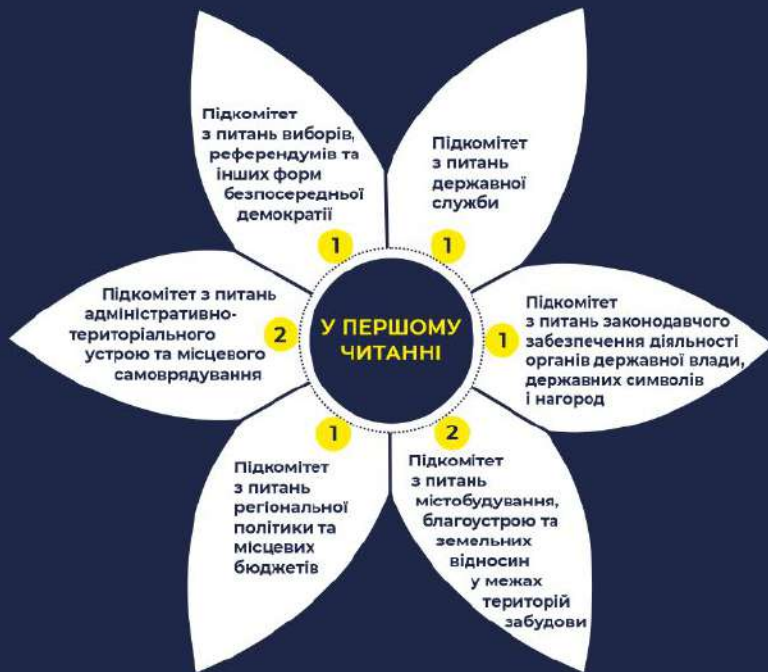 Підкомітет
з питань виборів,
референдумів та
інших форм
безпосередньої
демократії
1
Підкомітет
з питань
державної
служби
1
Підкомітет з питань
адміністративно-
територіального
устрою та місцевого
самоврядування
2
У ПЕРШОМУ
ЧИТАННІ
Підкомітет
з питань законодавчого
забезпечення діяльності
органів державної влади,
державних символів
і нагород
1
Підкомітет
з питань
регіональної
політики та
місцевих
бюджетів
1
Підкомітет
з питань
містобудування,
благоустрою та
земельних
відносин
у межах
територій
забудови
2